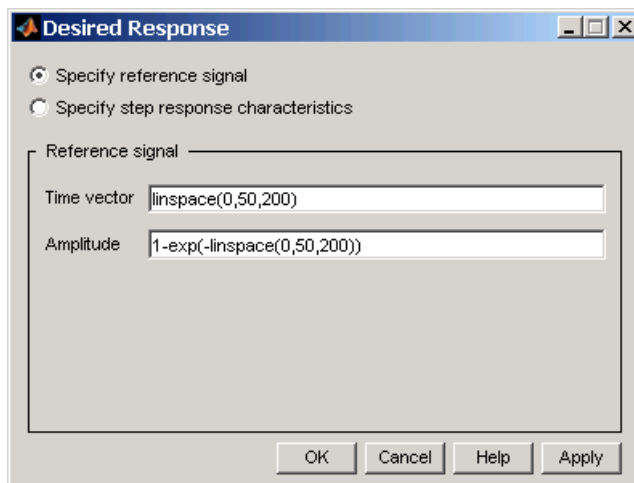 Desired Response
Specify reference signal
Specify step response characteristics
Reference signal
Time vector linspace(0,50,200)
Amplitude 1-exp(-linspace(0,50,200))
OK Cancel Help Apply